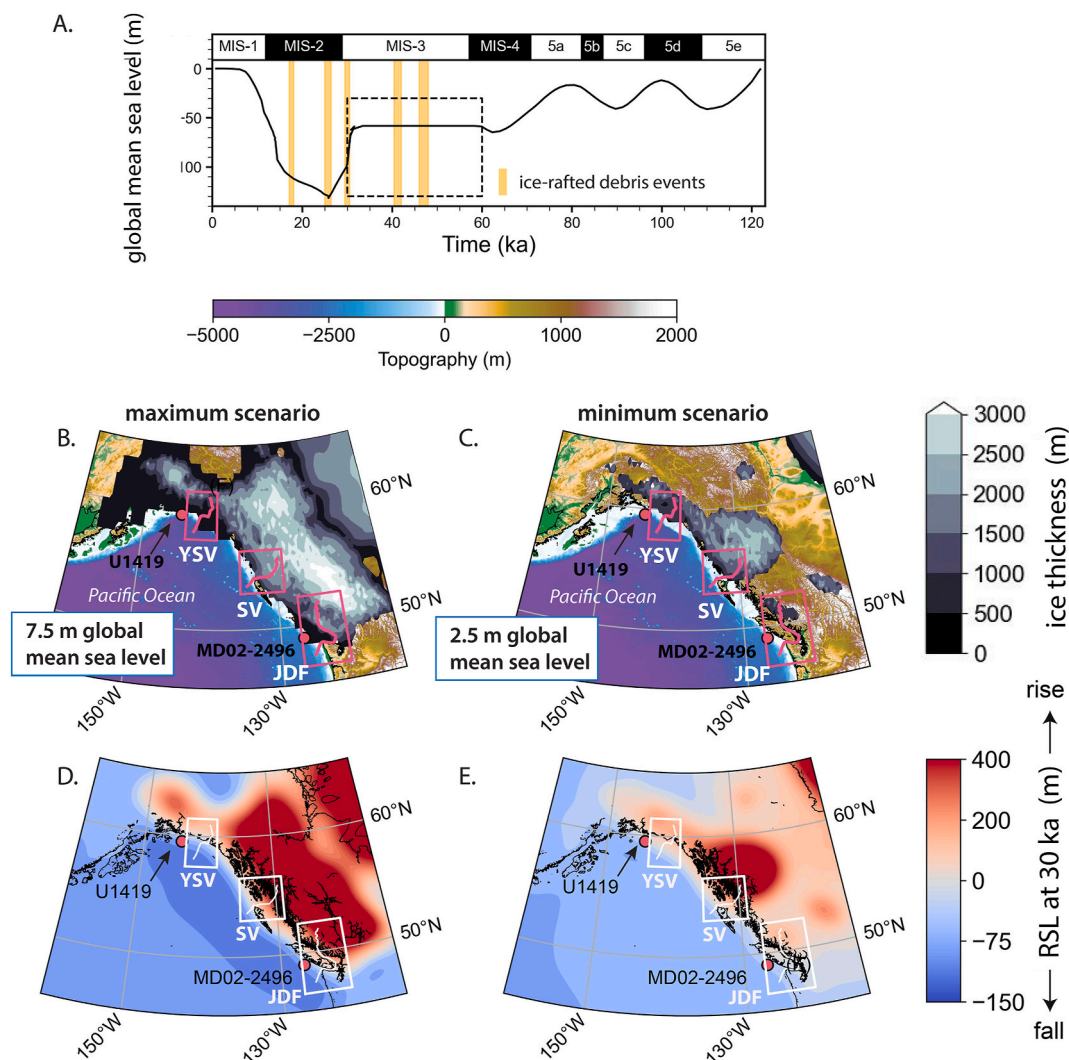 A.
MIS-1 MIS-2 MIS-3 MIS-4 5a 5b 5c 5d 5e
global mean sea level (m)
0
-50
100
ice-rafted debris events
0 20 40 60 80 100 120
Time (ka)
−5000 −2500 0 1000 2000
Topography (m)
maximum scenario
B.
60°N
YSV
U1419
Pacific Ocean
SV
50°N
7.5 m global
mean sea level
MD02-2496
JDF
150°W
130°W
minimum scenario
C.
60°N
YSV
U1419
Pacific Ocean
SV
50°N
2.5 m global
mean sea level
MD02-2496
JDF
150°W
130°W
3000
2500
2000
1500
1000
500
0
ice thickness (m)
D.
60°N
U1419
YSV
SV
50°N
MD02-2496
JDF
150°W
130°W
E.
60°N
U1419
YSV
SV
50°N
MD02-2496
JDF
150°W
130°W
rise
400
200
0
−75
−150
RSL at 30 ka (m)
fall